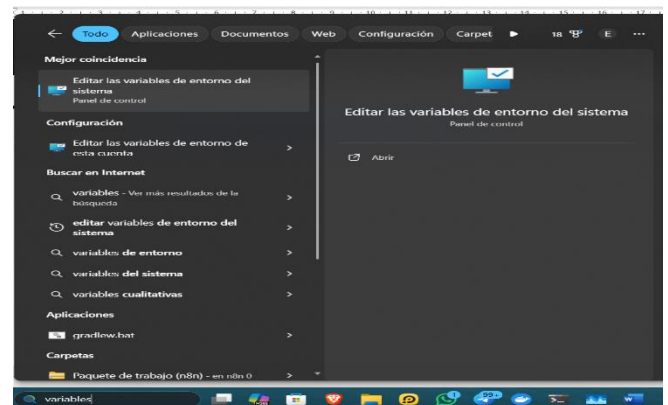 Todo Aplicaciones Documentos Web Configuración Carpet 18 E ...
Mejor coincidencia
Editar las variables de entorno del
sistema
Panel de control
Configuración
Editar las variables de entorno de
esta cuenta
Buscar en Internet
variables - Ver más resultados de la
búsqueda
editar variables de entorno del
sistema
variables de entorno
variables del sistema
variables cualitativas
Aplicaciones
gradlew.bat
Carpetas
Paquete de trabajo (n8n) - en n8n 0
Editar las variables de entorno del sistema
Panel de control
Abrir
variables
99+